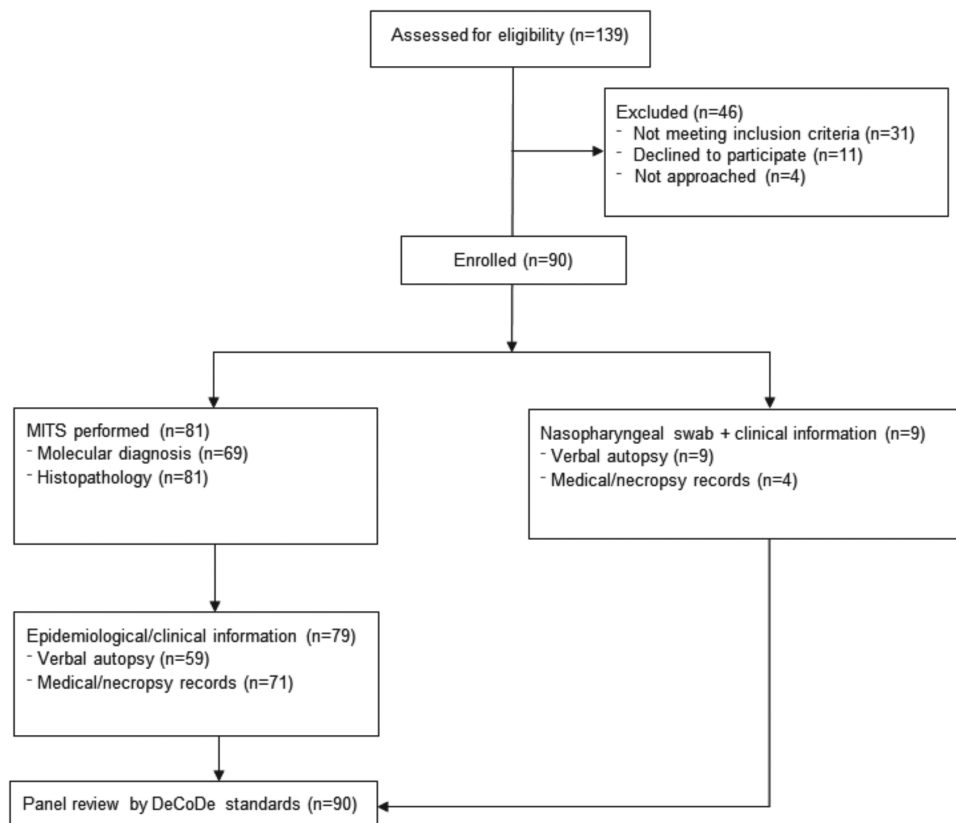 Assessed for eligibility (n=139)
Excluded (n=46)
- Not meeting inclusion criteria (n=31)
- Declined to participate (n=11)
- Not approached (n=4)
Enrolled (n=90)
MITS performed (n=81)
- Molecular diagnosis (n=69)
- Histopathology (n=81)
Nasopharyngeal swab + clinical information (n=9)
- Verbal autopsy (n=9)
- Medical/necropsy records (n=4)
Epidemiological/clinical information (n=79)
- Verbal autopsy (n=59)
- Medical/necropsy records (n=71)
Panel review by DeCoDe standards (n=90)